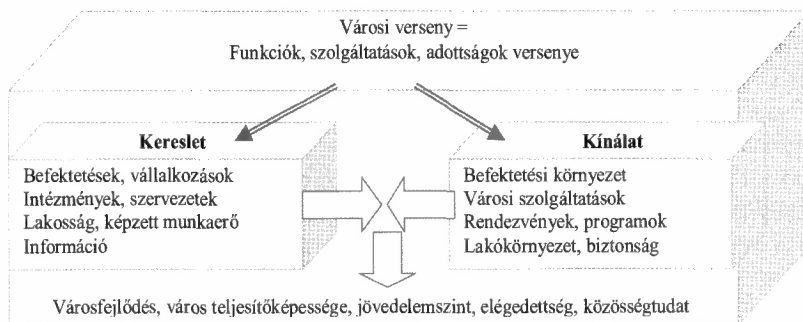 Városi verseny =
Funkciók, szolgáltatások, adottságok versenye
Kereslet
Befektetések, vállalkozások
Intézmények, szervezetek
Lakosság, képzett munkaerő
Információ
Kínálat
Befektetési környezet
Városi szolgáltatások
Rendezvények, programok
Lakókörnyezet, biztonság
Városfejlődés, város teljesítőképessége, jövedelemszint, elégedettség, közösségtudat